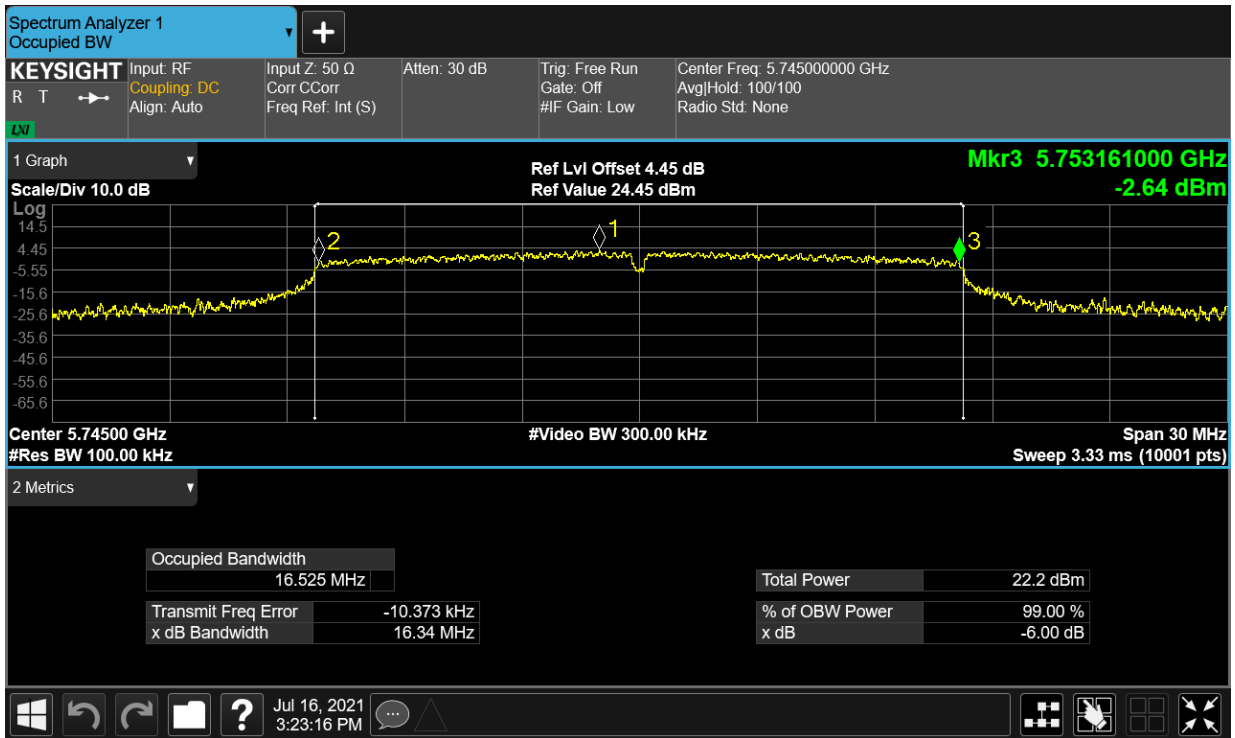 Spectrum Analyzer 1
Occupied BW
KEYSIGHT
R T
LXI
Input: RF
Coupling: DC
Align: Auto
Input Z: 50 Ω
Corr CCorr
Freq Ref: Int (S)
Atten: 30 dB
Trig: Free Run
Gate: Off
#IF Gain: Low
Center Freq: 5.745000000 GHz
Avg|Hold: 100/100
Radio Std: None
1 Graph
Scale/Div 10.0 dB
Ref Lvl Offset 4.45 dB
Ref Value 24.45 dBm
Mkr3 5.753161000 GHz
-2.64 dBm
Log
14.5
4.45
-5.55
-15.6
-25.6
-35.6
-45.6
-55.6
-65.6
2
1
3
Center 5.74500 GHz
#Video BW 300.00 kHz
Span 30 MHz
#Res BW 100.00 kHz
Sweep 3.33 ms (10001 pts)
2 Metrics
Occupied Bandwidth
16.525 MHz
Total Power 22.2 dBm
Transmit Freq Error -10.373 kHz
% of OBW Power 99.00 %
x dB Bandwidth 16.34 MHz
x dB -6.00 dB
?
Jul 16, 2021
3:23:16 PM